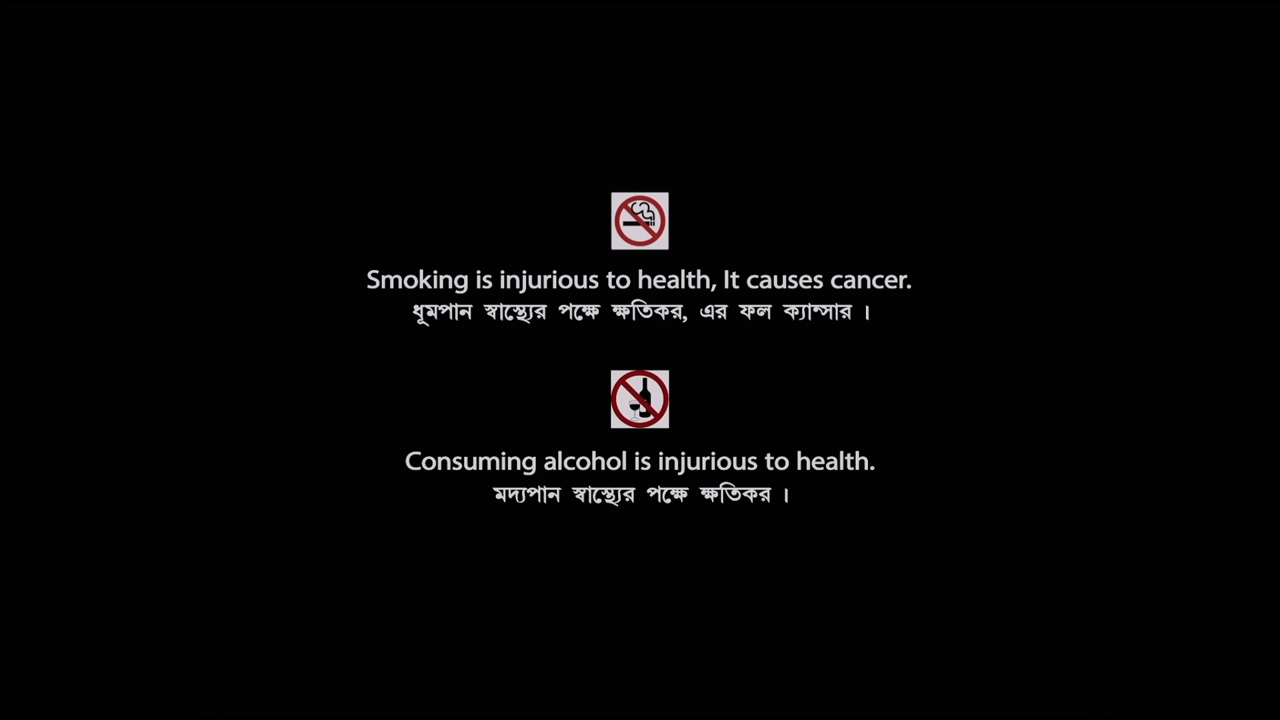 Smoking is injurious to health, It causes cancer.
ধূমপান স্বাস্থ্যের পক্ষে ক্ষতিকর, এর ফল ক্যান্সার ।
Consuming alcohol is injurious to health.
মদ্যপান স্বাস্থ্যের পক্ষে ক্ষতিকর ।